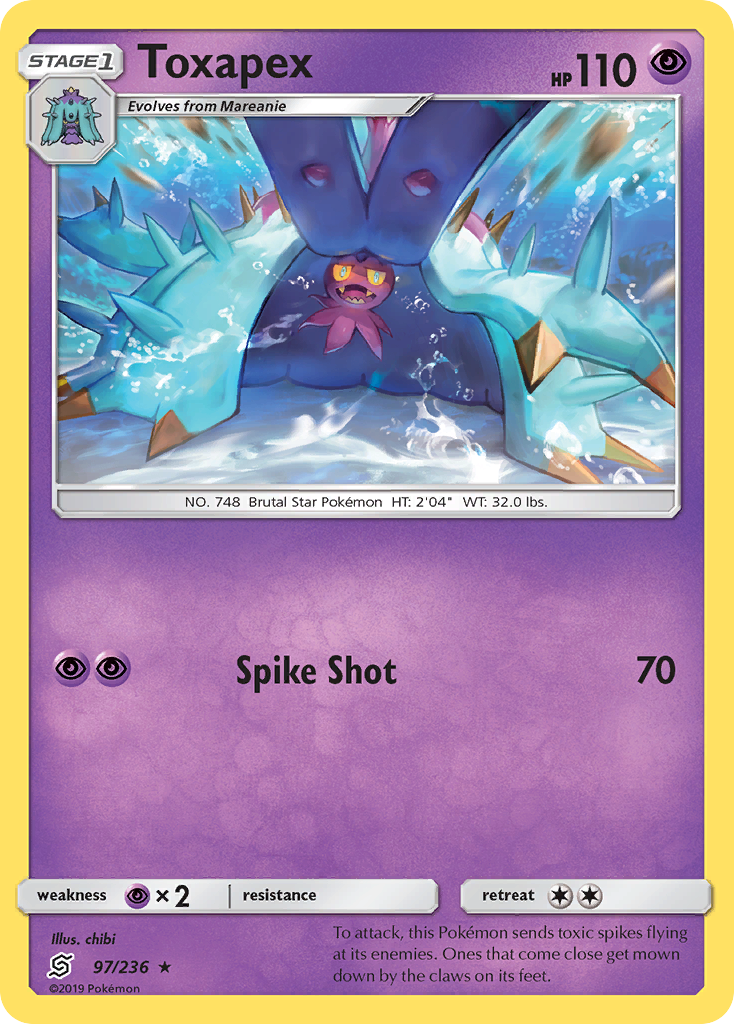 STAGE1
Toxapex
HP 110
Evolves from Mareanie
NO. 748 Brutal Star Pokémon HT: 2'04" WT: 32.0 lbs.
Spike Shot 70
weakness × 2 resistance retreat
Illus. chibi
97/236 ★
©2019 Pokémon
To attack, this Pokémon sends toxic spikes flying
at its enemies. Ones that come close get mown
down by the claws on its feet.